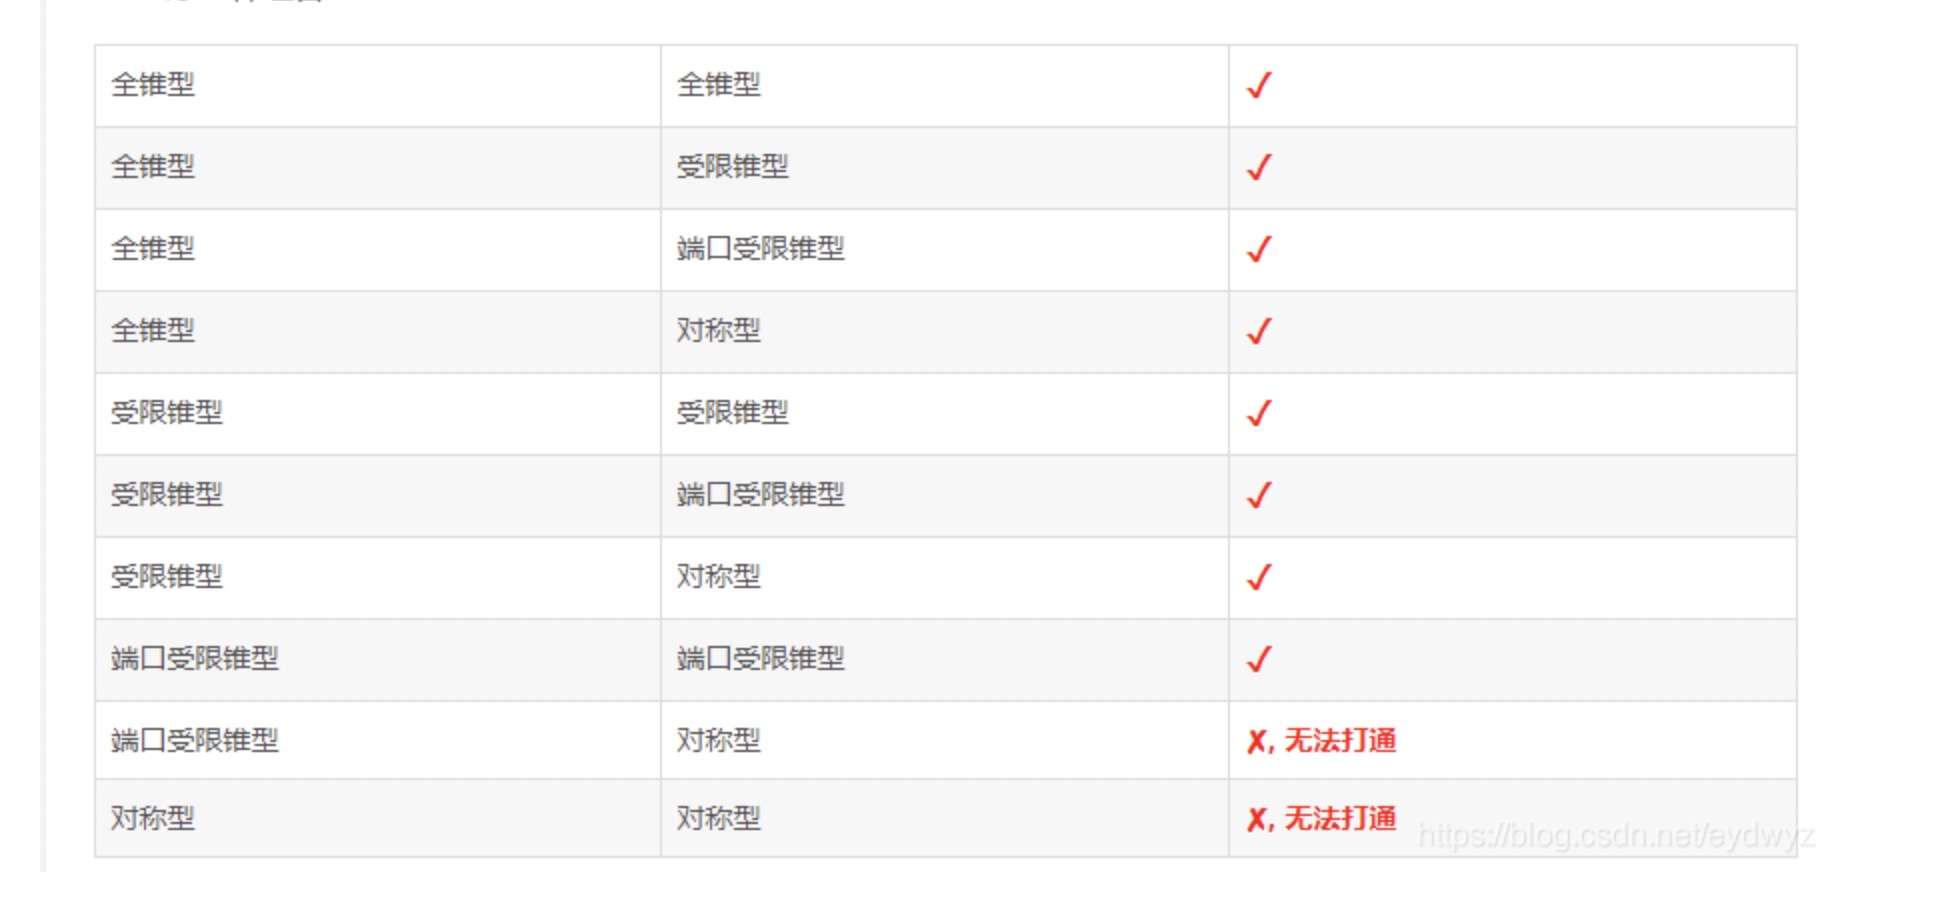 全锥型 全锥型 ✓
全锥型 受限锥型 ✓
全锥型 端口受限锥型 ✓
全锥型 对称型 ✓
受限锥型 受限锥型 ✓
受限锥型 端口受限锥型 ✓
受限锥型 对称型 ✓
端口受限锥型 端口受限锥型 ✓
端口受限锥型 对称型 ✗, 无法打通
对称型 对称型 ✗, 无法打通
https://blog.csdn.net/eydwyz